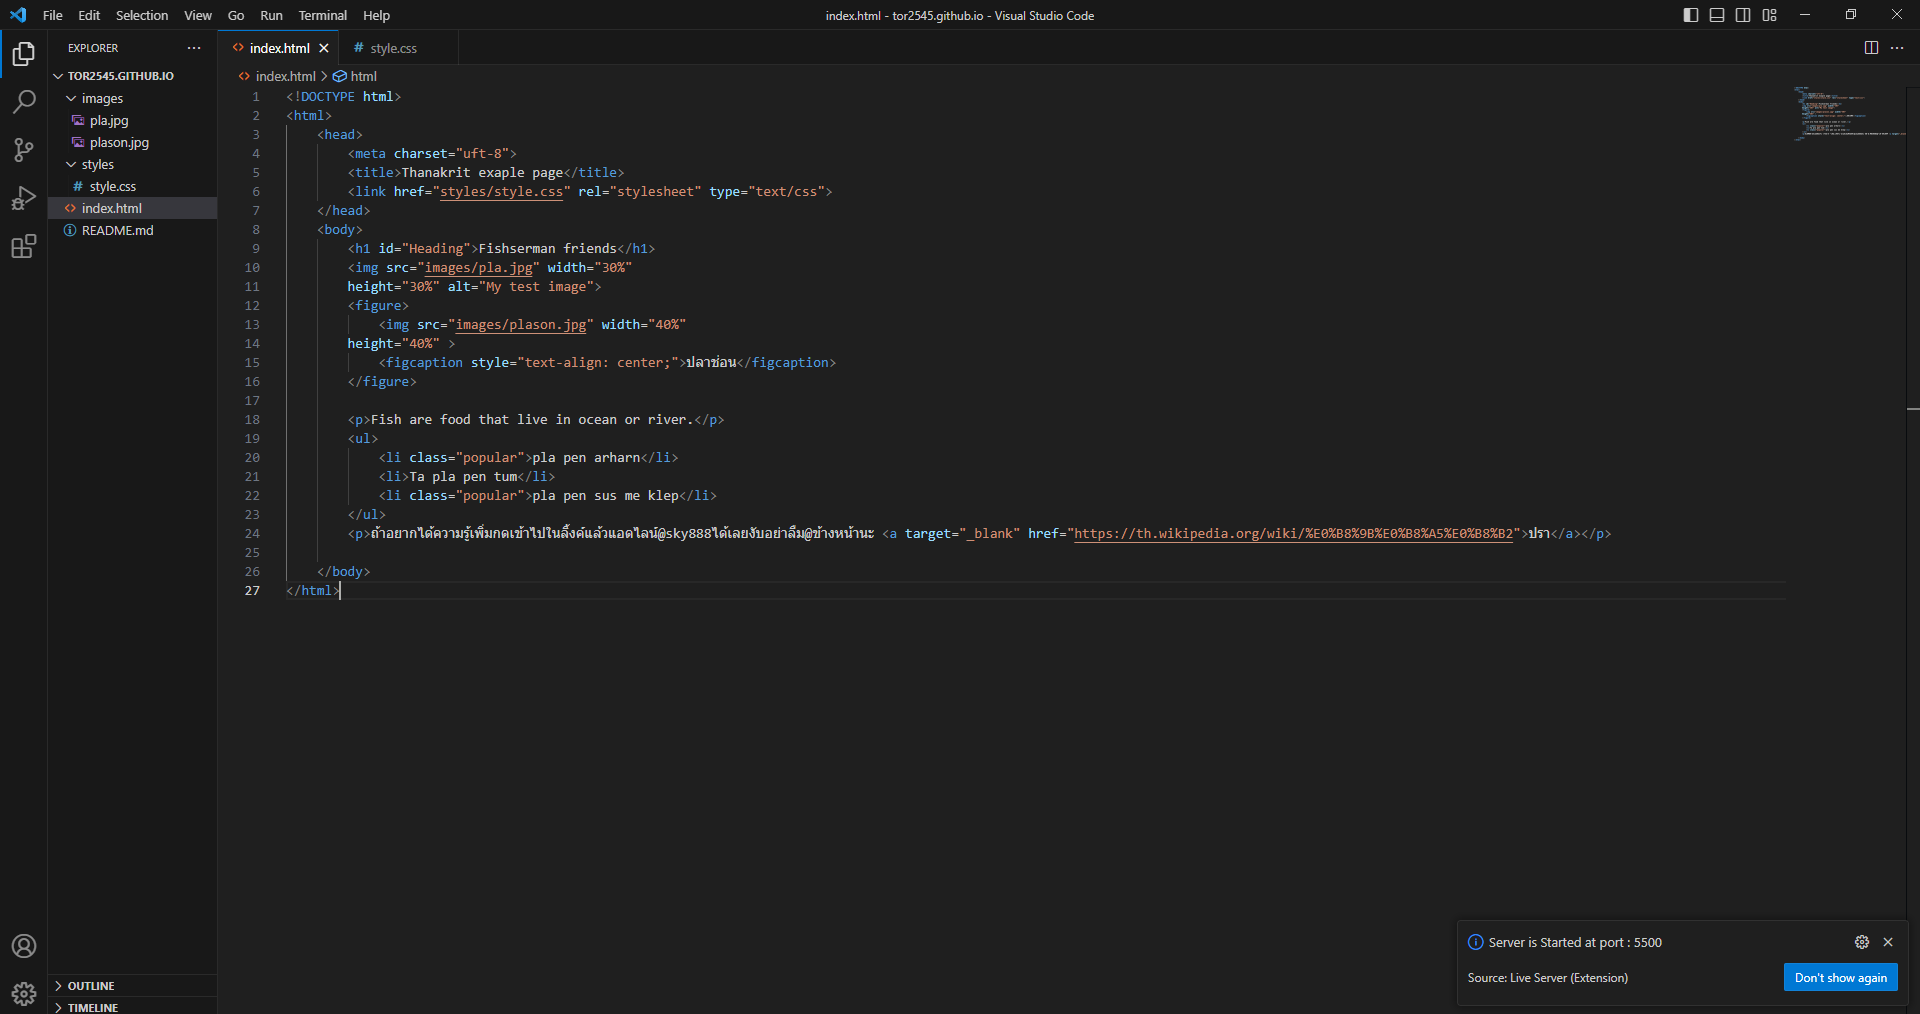 File Edit Selection View Go Run Terminal Help
index.html - tor2545.github.io - Visual Studio Code
EXPLORER
TOR2545.GITHUB.IO
images
pla.jpg
plason.jpg
styles
# style.css
<> index.html
README.md
OUTLINE
TIMELINE
<> index.html
# style.css
<> index.html > html
1 <!DOCTYPE html>
2 <html>
3 <head>
4 <meta charset="uft-8">
5 <title>Thanakrit exaple page</title>
6 <link href="styles/style.css" rel="stylesheet" type="text/css">
7 </head>
8 <body>
9 <h1 id="Heading">Fishserman friends</h1>
10 <img src="images/pla.jpg" width="30%"
11 height="30%" alt="My test image">
12 <figure>
13 <img src="images/plason.jpg" width="40%"
14 height="40%" >
15 <figcaption style="text-align: center;">ปลาช่อน</figcaption>
16 </figure>
17
18 <p>Fish are food that live in ocean or river.</p>
19 <ul>
20 <li class="popular">pla pen arharn</li>
21 <li>Ta pla pen tum</li>
22 <li class="popular">pla pen sus me klep</li>
23 </ul>
24 <p>ถ้าอยากได้ความรู้เพิ่มกดเข้าไปในลิ้งค์แล้วแอดไลน์@sky888ได้เลยงับอย่าลืม@ข้างหน้านะ <a target="_blank" href="https://th.wikipedia.org/wiki/%E0%B8%9B%E0%B8%A5%E0%B8%B2">ปรา</a></p>
25
26 </body>
27 </html>
Server is Started at port : 5500
Source: Live Server (Extension)
Don't show again